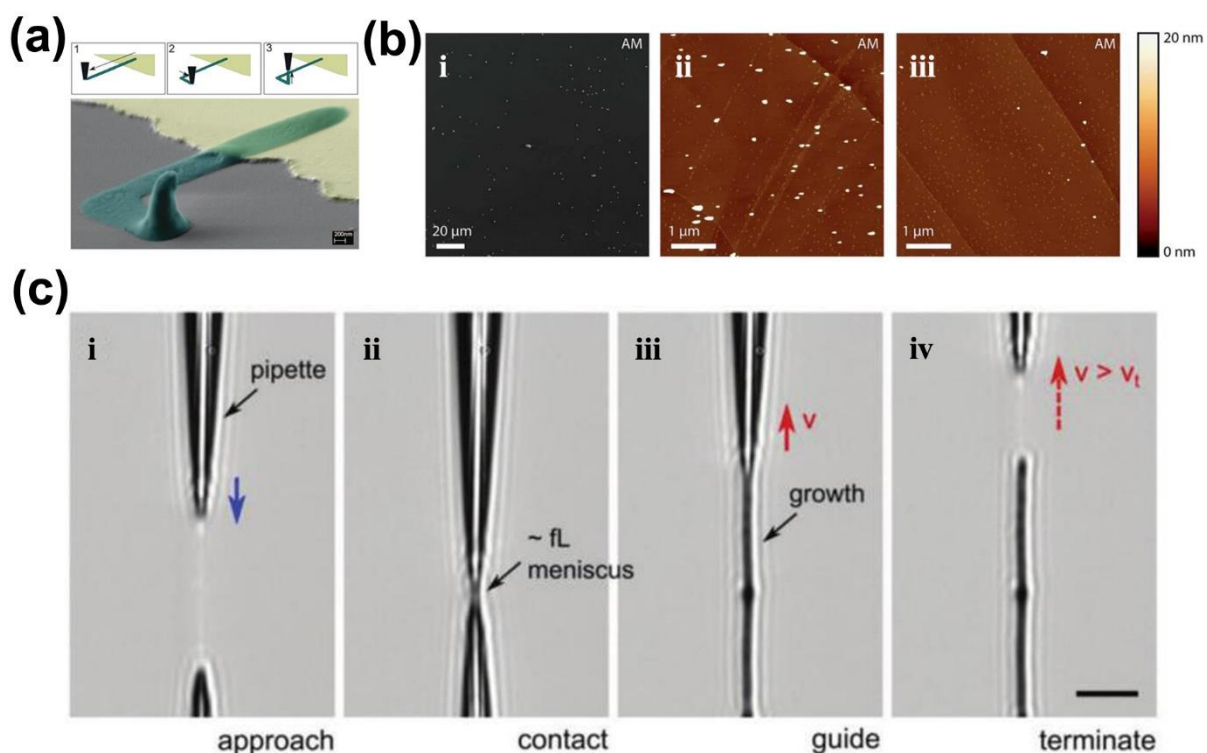 (a)
1
2
3
200nm
(b)
i
AM
ii
AM
iii
AM
20 nm
0 nm
20 µm
1 µm
1 µm
(c)
i
pipette
approach
ii
~ fL
meniscus
contact
iii
v
growth
guide
iv
v > vt
terminate